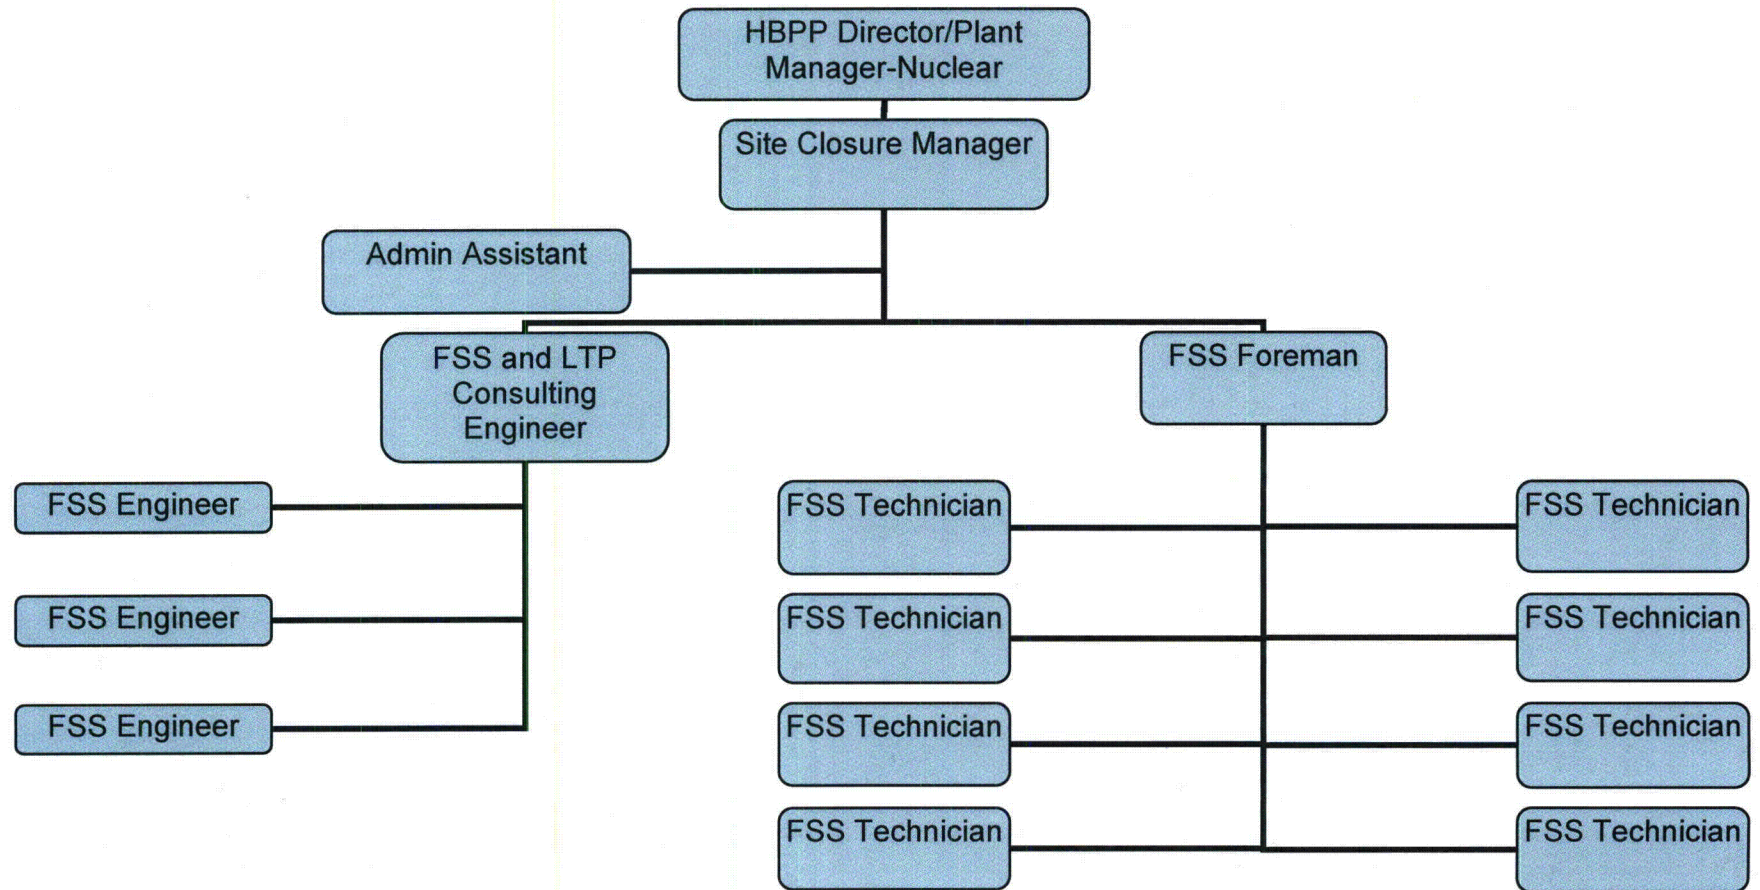 HBPP Director/Plant
Manager-Nuclear
Site Closure Manager
Admin Assistant
FSS and LTP
Consulting
Engineer
FSS Foreman
FSS Engineer
FSS Engineer
FSS Engineer
FSS Technician
FSS Technician
FSS Technician
FSS Technician
FSS Technician
FSS Technician
FSS Technician
FSS Technician